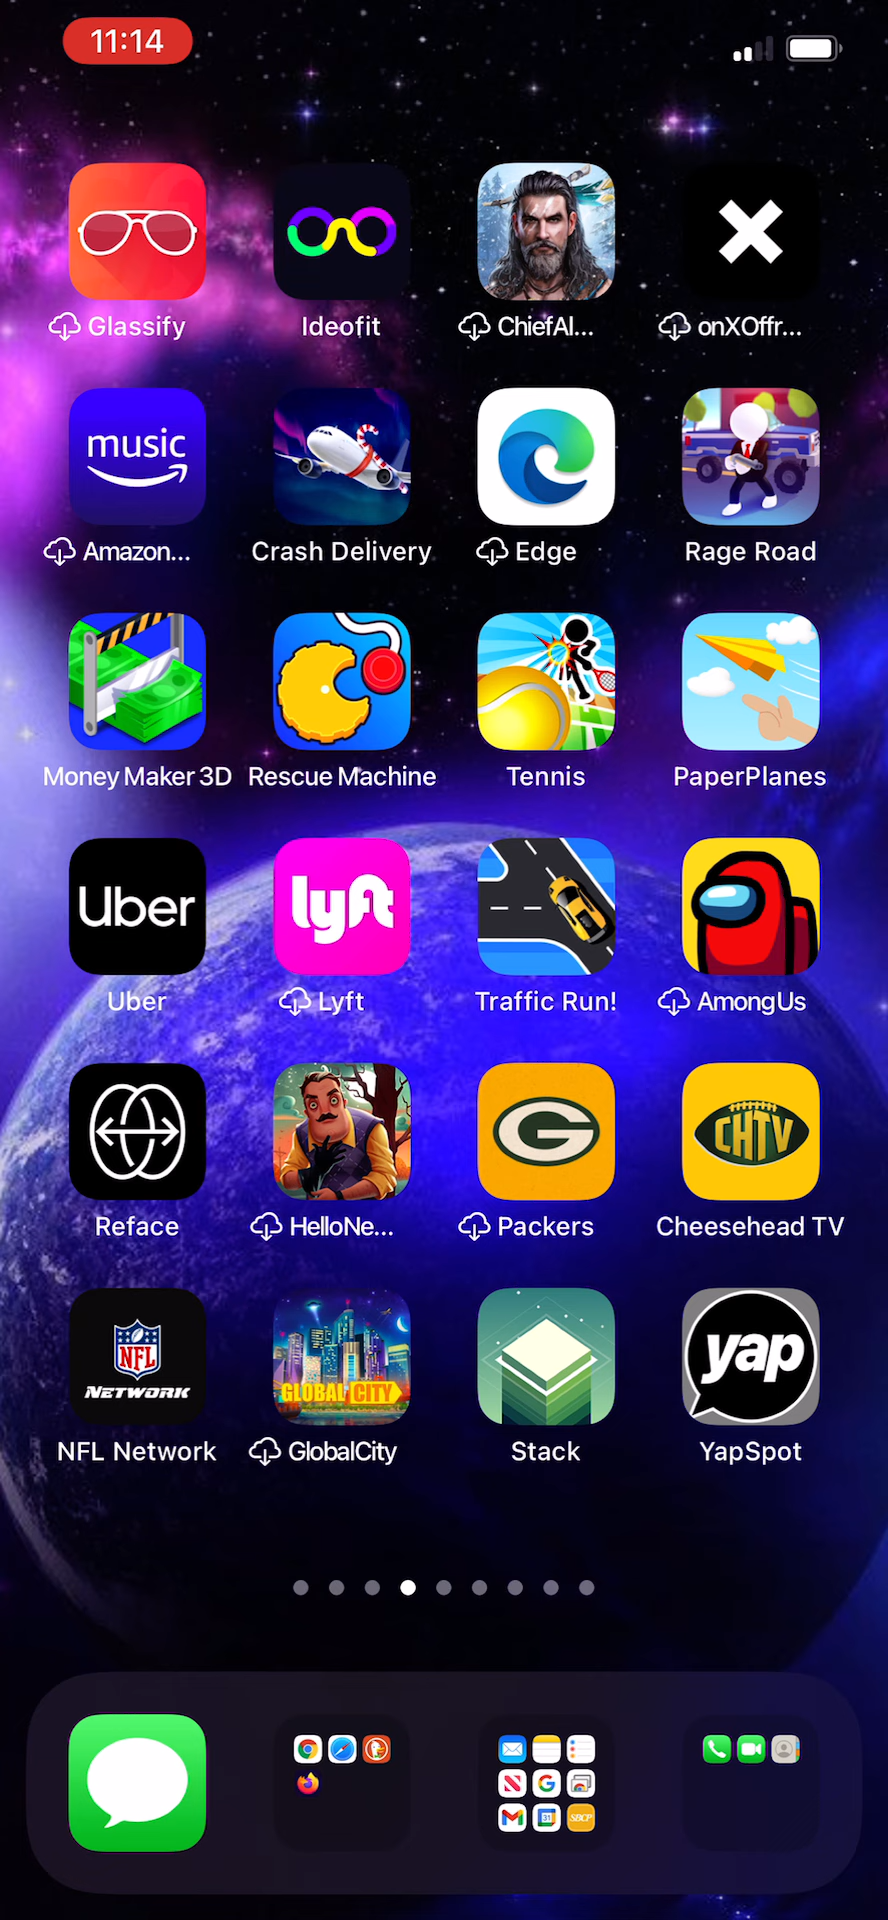 11:14
Glassify
Ideofit
ChiefAl...
onXOffr...
music
Amazon...
Crash Delivery
Edge
Rage Road
Money Maker 3D
Rescue Machine
Tennis
PaperPlanes
Uber
lyft
Uber
Lyft
Traffic Run!
AmongUs
G
CHTV
Reface
HelloNe...
Packers
Cheesehead TV
NFL
NETWORK
GLOBAL CITY
yap
NFL Network
GlobalCity
Stack
YapSpot
N
G
31
SBCP